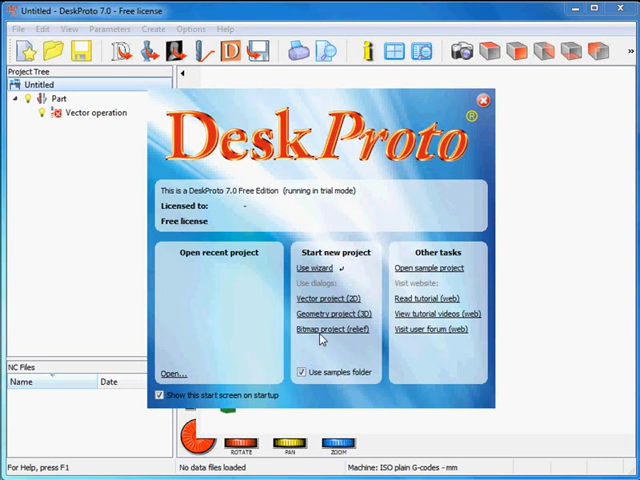 Untitled - DeskProto 7.0 - Free license
File Edit View Parameters Create Options Help
Project Tree
Untitled
Part
Vector operation
DeskProto®
This is a DeskProto 7.0 Free Edition (running in trial mode)
Licensed to: -
Free license
Open recent project
Open...
Start new project
Use wizard
Use dialogs:
Vector project (2D)
Geometry project (3D)
Bitmap project (relief)
Use samples folder
Other tasks
Open sample project
Visit website:
Read tutorial (web)
View tutorial videos (web)
Visit user forum (web)
Show this start screen on startup
NC Files
Name Date
ROTATE PAN ZOOM
For Help, press F1 No data files loaded Machine: ISO plain G-codes - mm